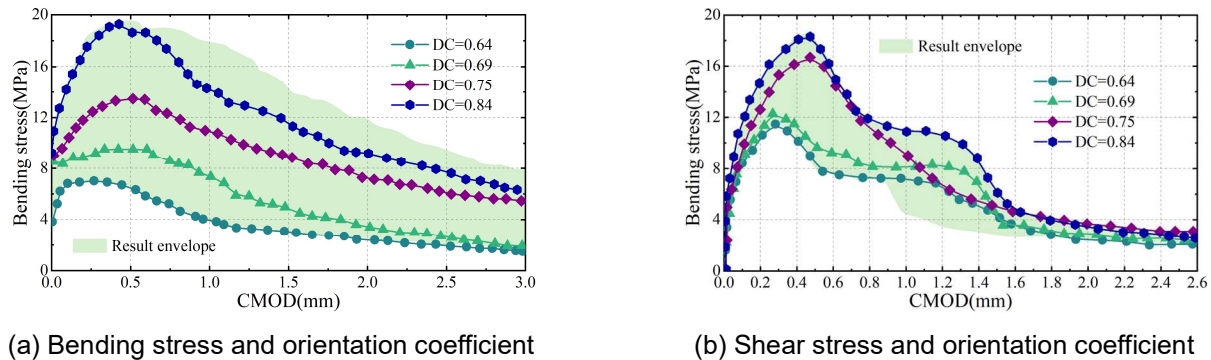 20
16
12
8
4
0
Bending stress(MPa)
DC=0.64
DC=0.69
DC=0.75
DC=0.84
Result envelope
0.0 0.5 1.0 1.5 2.0 2.5 3.0
CMOD(mm)
(a) Bending stress and orientation coefficient
20
16
12
8
4
0
Bending stress(MPa)
Result envelope
DC=0.64
DC=0.69
DC=0.75
DC=0.84
0.0 0.2 0.4 0.6 0.8 1.0 1.2 1.4 1.6 1.8 2.0 2.2 2.4 2.6
CMOD(mm)
(b) Shear stress and orientation coefficient